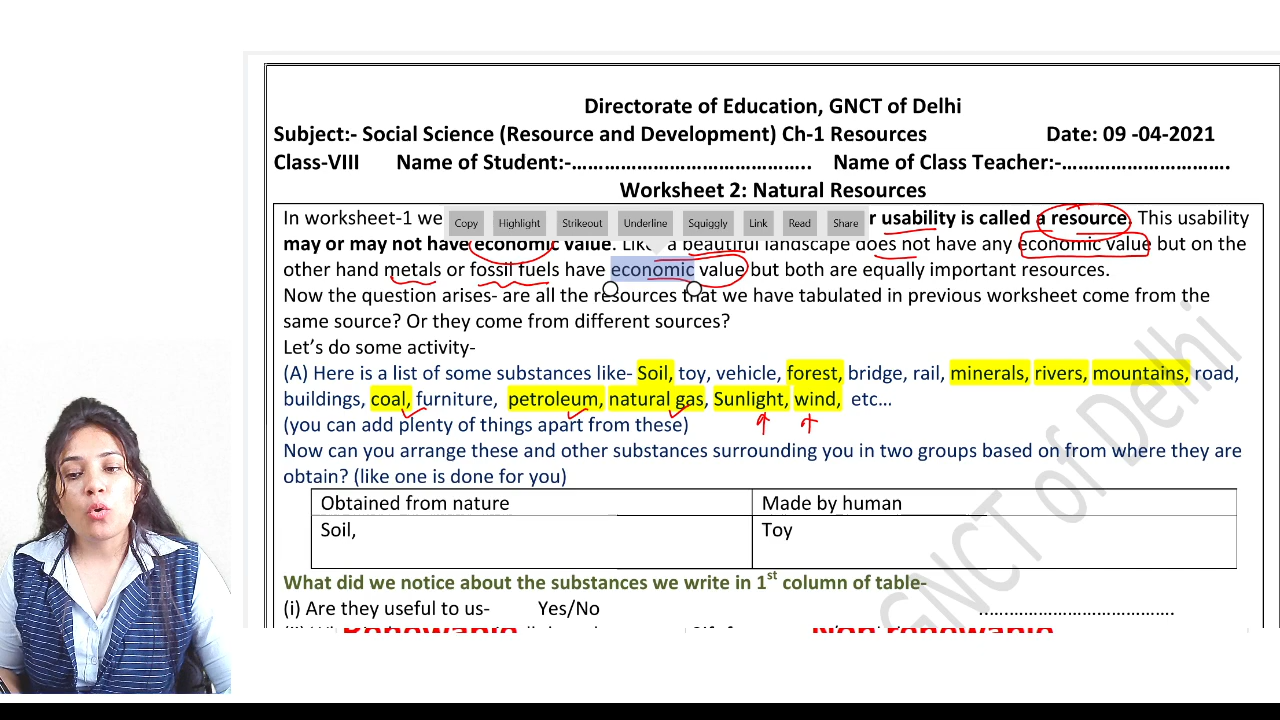 Directorate of Education, GNCT of Delhi
Subject:- Social Science (Resource and Development) Ch-1 Resources Date: 09 -04-2021
Class-VIII Name of Student:-………………………….. Name of Class Teacher:-………………………….
Worksheet 2: Natural Resources
In worksheet-1 we r usability is called a resource. This usability
Copy Highlight Strikeout Underline Squiggly Link Read Share
may or may not have economic value. Like a beautiful landscape does not have any economic value but on the
other hand metals or fossil fuels have economic value but both are equally important resources.
Now the question arises- are all the resources that we have tabulated in previous worksheet come from the
same source? Or they come from different sources?
Let's do some activity-
(A) Here is a list of some substances like- Soil, toy, vehicle, forest, bridge, rail, minerals, rivers, mountains, road,
buildings, coal, furniture, petroleum, natural gas, Sunlight, wind, etc…
(you can add plenty of things apart from these)
Now can you arrange these and other substances surrounding you in two groups based on from where they are
obtain? (like one is done for you)
Obtained from nature Made by human
Soil, Toy
What did we notice about the substances we write in 1st column of table-
(i) Are they useful to us- Yes/No ………………………………
Renewable Non renewable
GNCT of Delhi